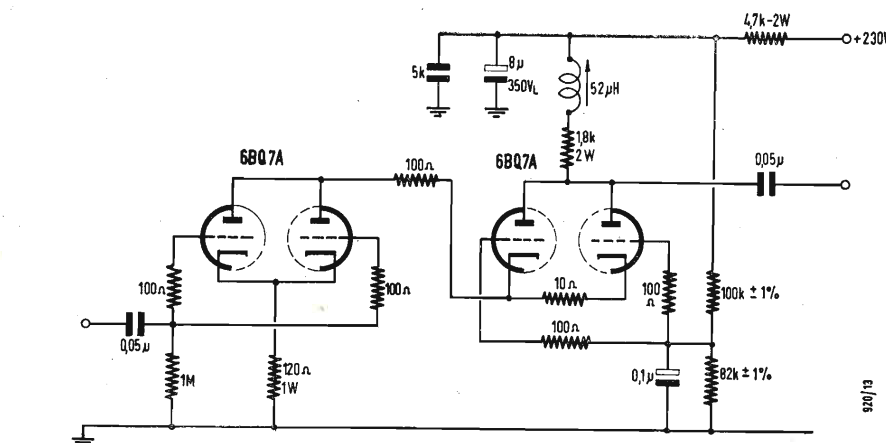 4,7k-2W
+230V
5k
8µ
350VL
52µH
1,8k
2W
6BQ7A
100Ω
6BQ7A
0,05µ
100Ω
100Ω
10Ω
100
Ω
100k ± 1%
100Ω
0,05µ
1M
120Ω
1W
0,1µ
82k ± 1%
920/13